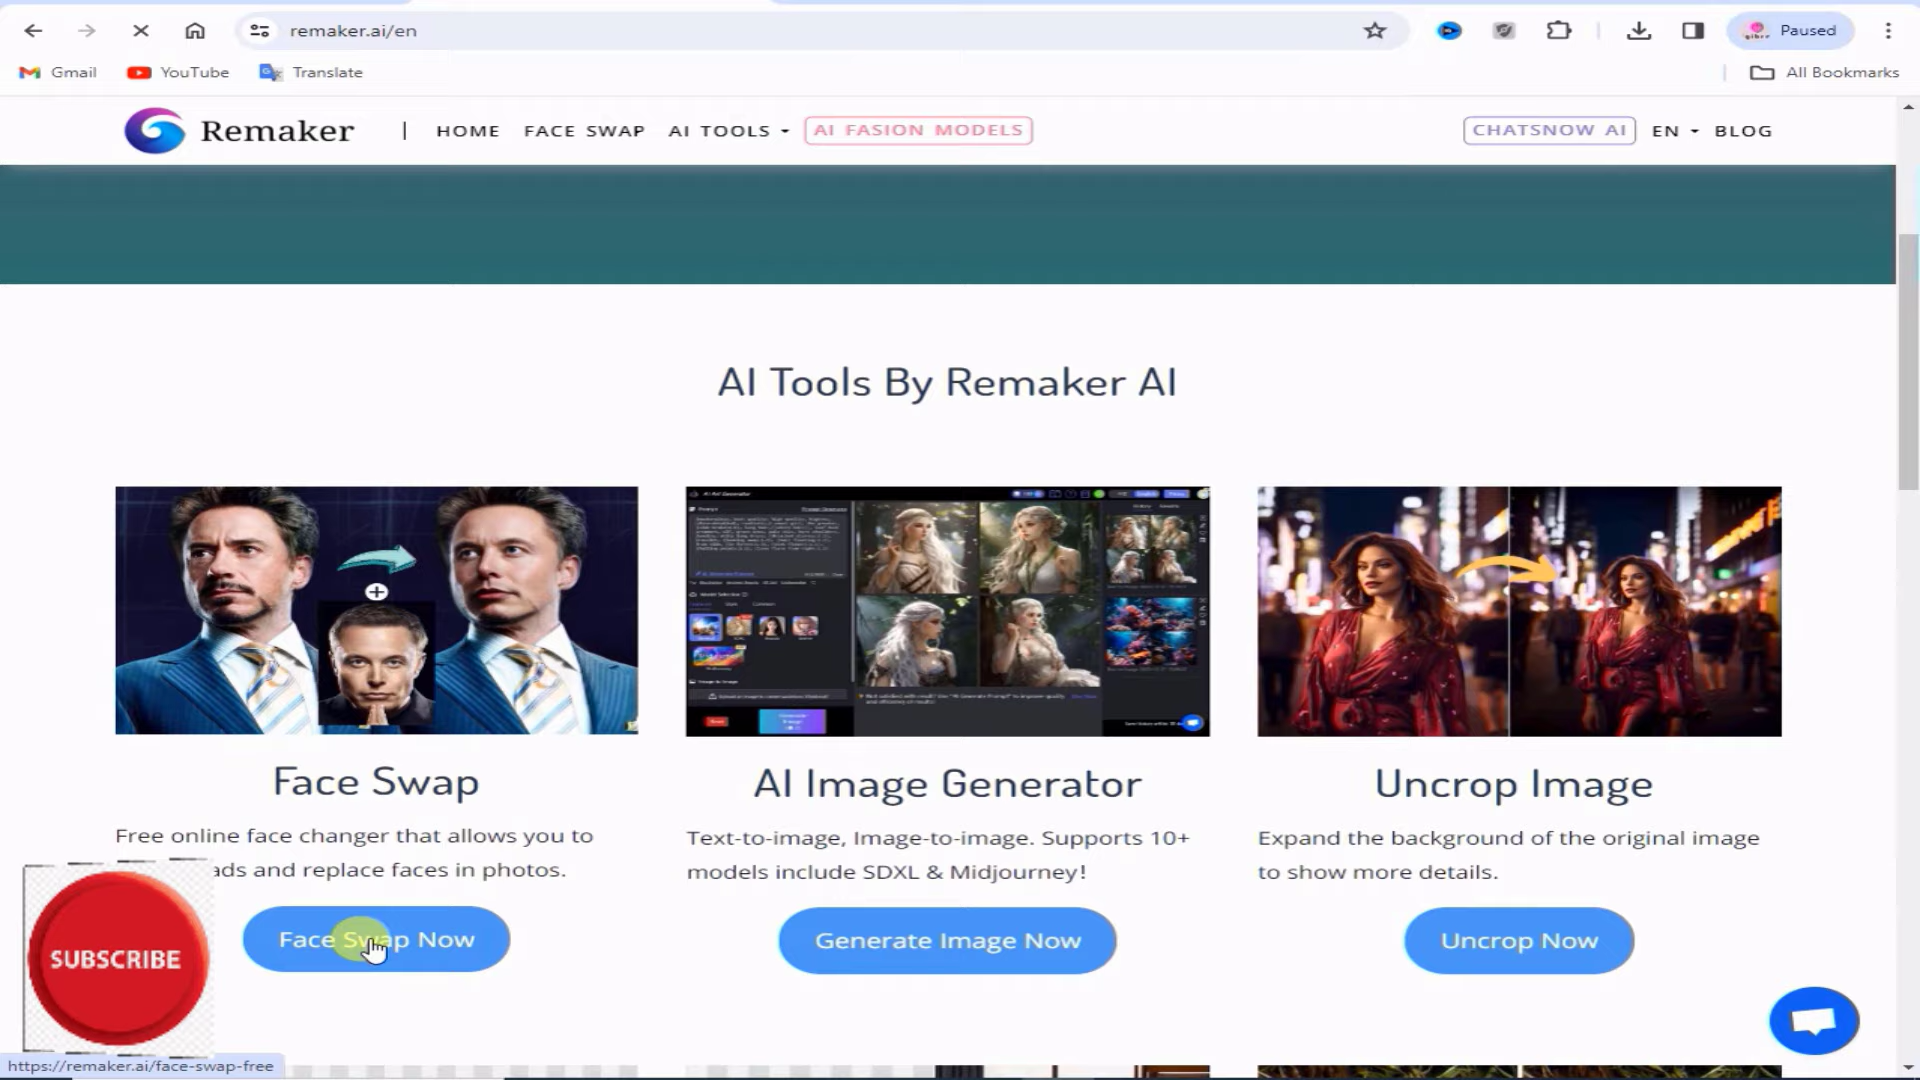 remaker.ai/en
Paused
Gmail
YouTube
Translate
All Bookmarks
Remaker
HOME
FACE SWAP
AI TOOLS
AI FASION MODELS
CHATSNOW AI
EN
BLOG
AI Tools By Remaker AI
Face Swap
AI Image Generator
Uncrop Image
Free online face changer that allows you to
ads and replace faces in photos.
Text-to-image, Image-to-image. Supports 10+
models include SDXL & Midjourney!
Expand the background of the original image
to show more details.
Face Swap Now
Generate Image Now
Uncrop Now
SUBSCRIBE
https://remaker.ai/face-swap-free